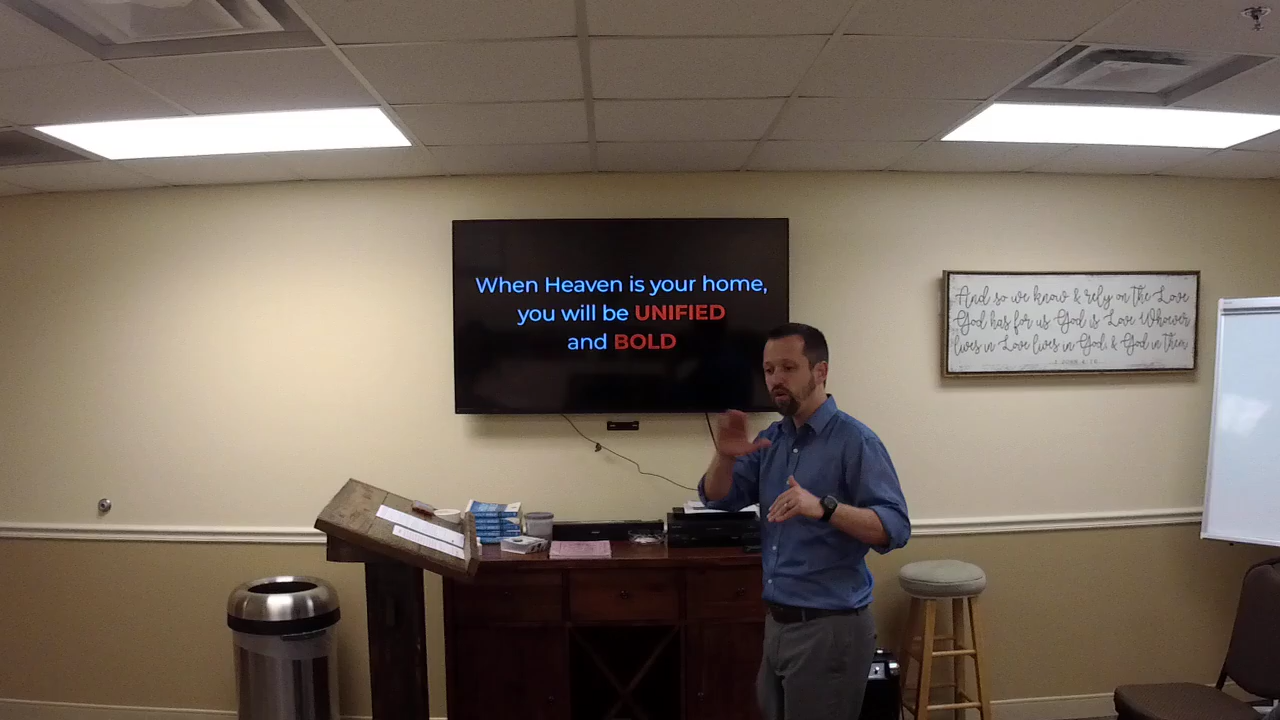 When Heaven is your home,
you will be UNIFIED
and BOLD
And so we know & rely on the Love
God has for us God is Love Whoever
lives in Love lives in God, & God in them